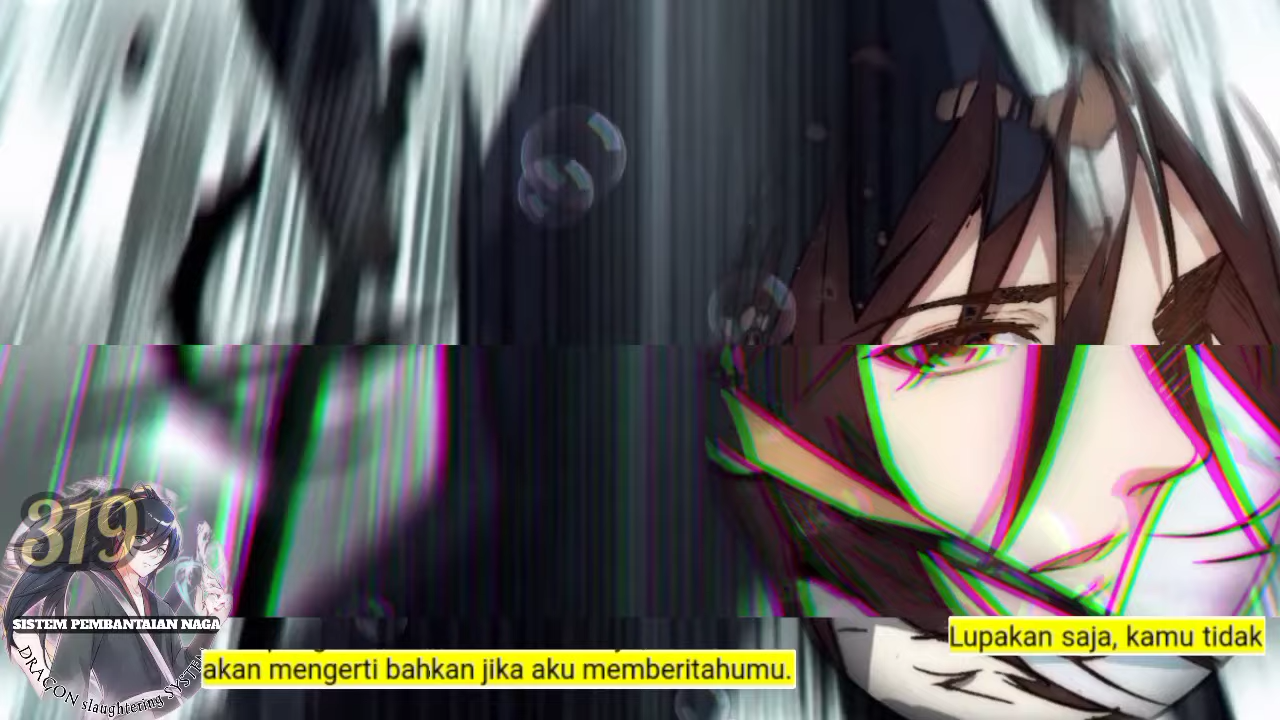 319
SISTEM PEMBANTAIAN NAGA
DRAGON slaughtering SYSTEM
Lupakan saja, kamu tidak
akan mengerti bahkan jika aku memberitahumu.